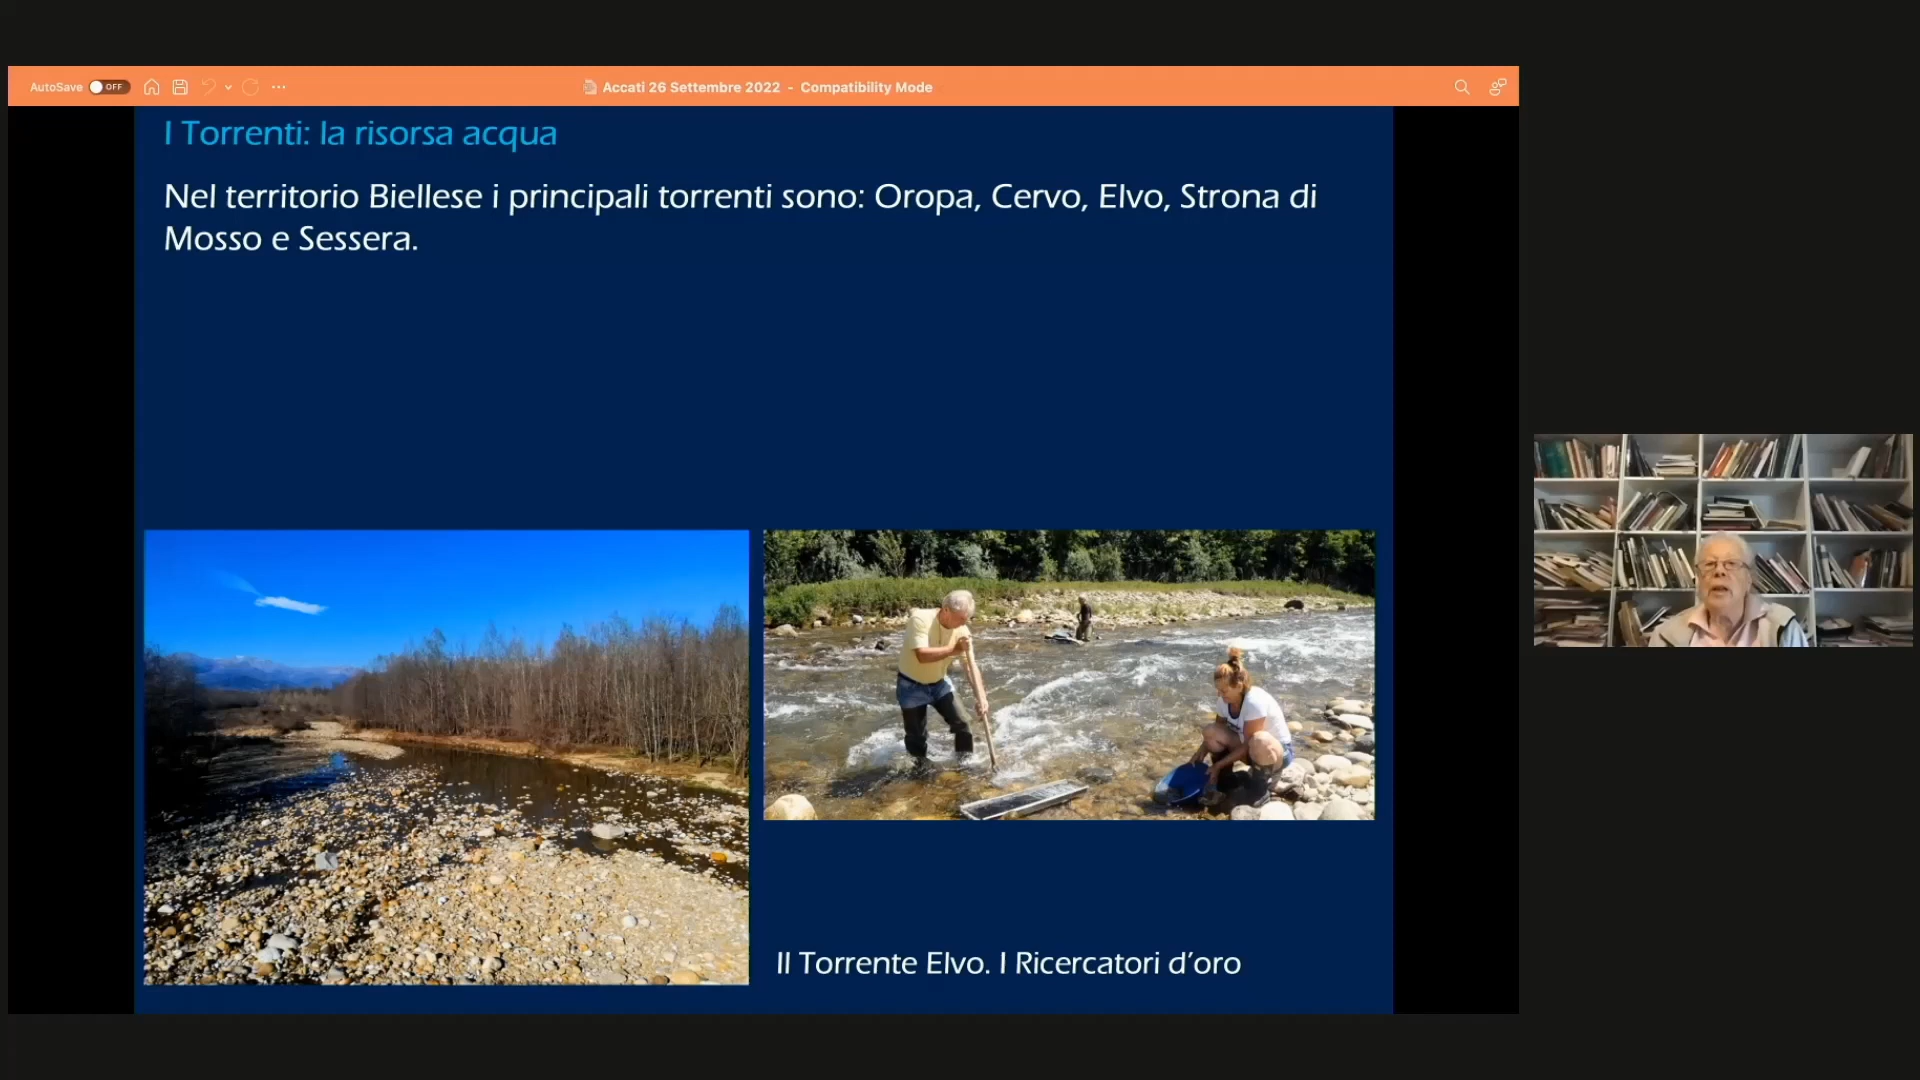 AutoSave OFF
Accati 26 Settembre 2022 - Compatibility Mode
I Torrenti: la risorsa acqua
Nel territorio Biellese i principali torrenti sono: Oropa, Cervo, Elvo, Strona di
Mosso e Sessera.
Il Torrente Elvo. I Ricercatori d’oro